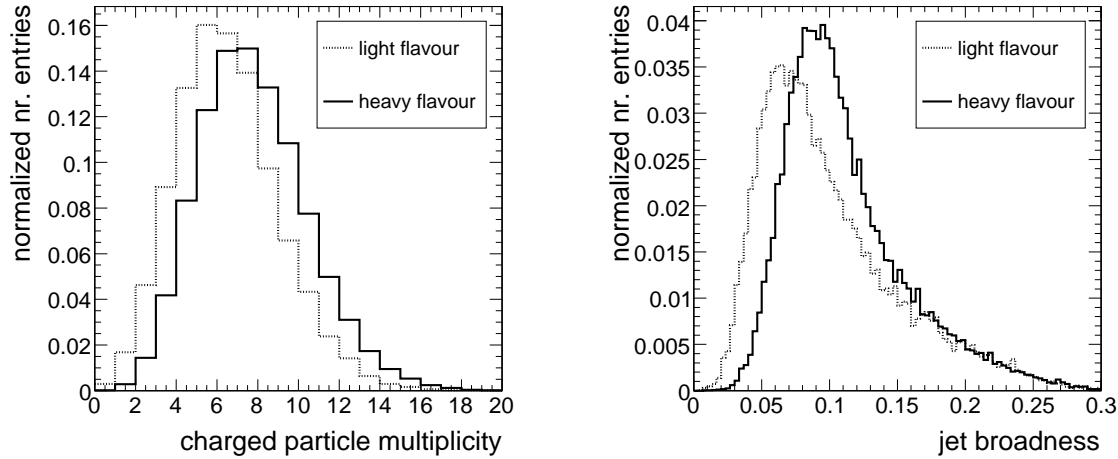 normalized nr. entries
0.16
0.14
0.12
0.1
0.08
0.06
0.04
0.02
0
0 2 4 6 8 10 12 14 16 18 20
charged particle multiplicity
light flavour
heavy flavour
normalized nr. entries
0.04
0.035
0.03
0.025
0.02
0.015
0.01
0.005
0
0 0.05 0.1 0.15 0.2 0.25 0.3
jet broadness
light flavour
heavy flavour